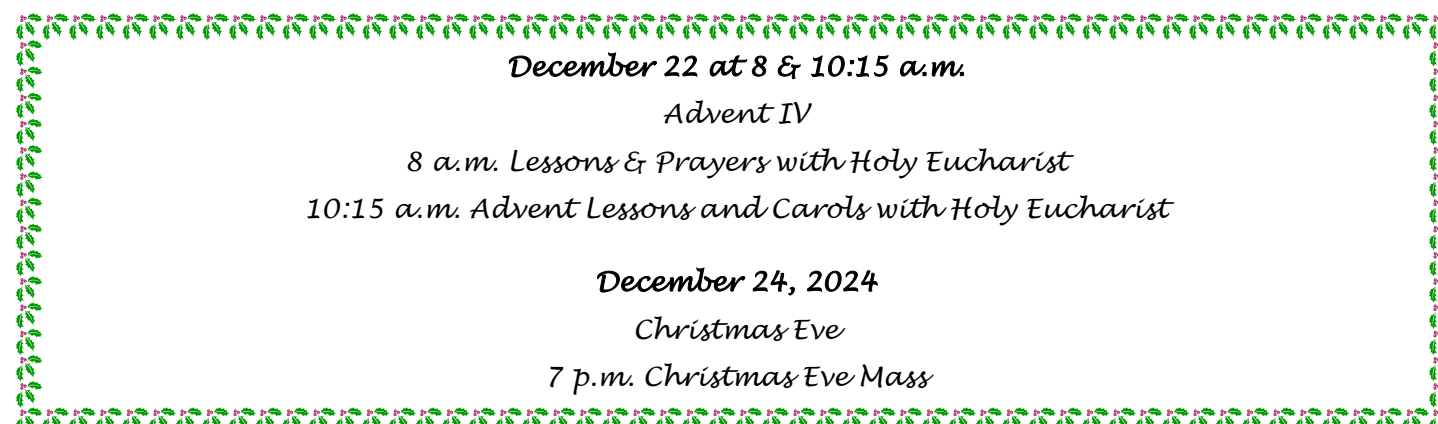 December 22 at 8 & 10:15 a.m.
Advent IV
8 a.m. Lessons & Prayers with Holy Eucharist
10:15 a.m. Advent Lessons and Carols with Holy Eucharist
December 24, 2024
Christmas Eve
7 p.m. Christmas Eve Mass